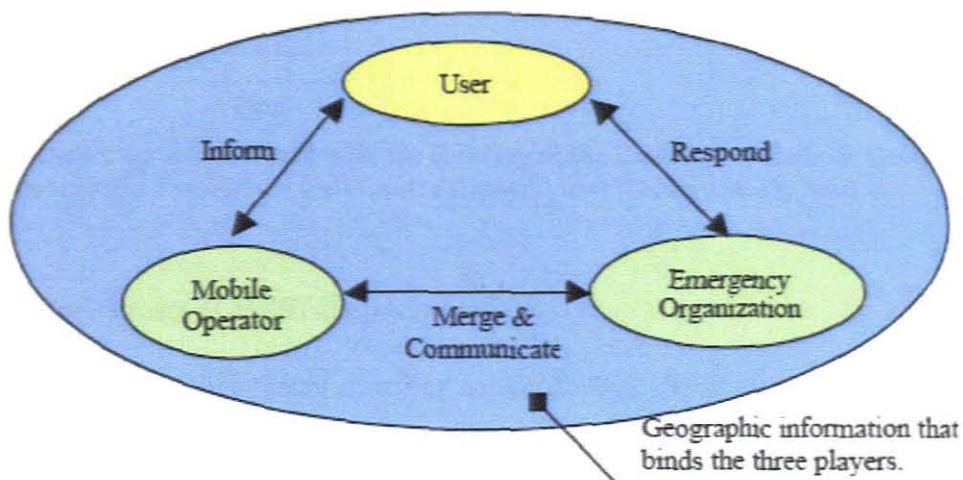 User
Inform
Respond
Mobile
Operator
Emergency
Organization
Merge &
Communicate
Geographic information that
binds the three players.